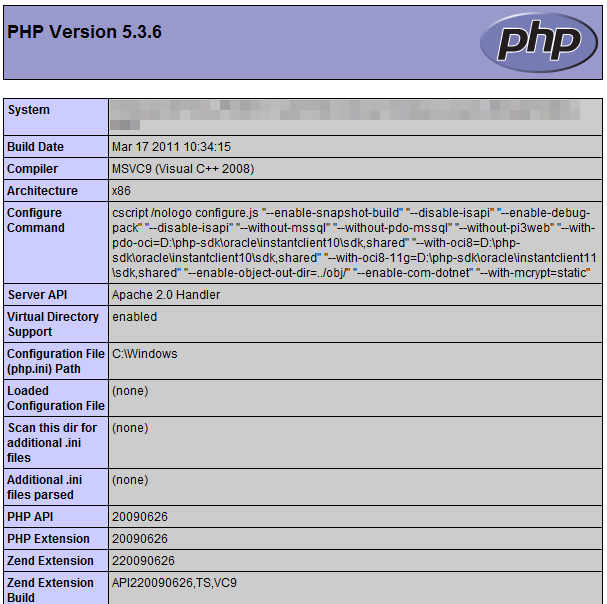 PHP Version 5.3.6
php
System
Build Date Mar 17 2011 10:34:15
Compiler MSVC9 (Visual C++ 2008)
Architecture x86
Configure Command
cscript /nologo configure.js "--enable-snapshot-build" "--disable-isapi" "--enable-debug-
pack" "--disable-isapi" "--without-mssql" "--without-pdo-mssql" "--without-pi3web" "--with-
pdo-oci=D:\php-sdk\oracle\instantclient10\sdk,shared" "--with-oci8=D:\php-
sdk\oracle\instantclient10\sdk,shared" "--with-oci8-11g=D:\php-sdk\oracle\instantclient11
\sdk,shared" "--enable-object-out-dir=../obj/" "--enable-com-dotnet" "--with-mcrypt=static"
Server API Apache 2.0 Handler
Virtual Directory enabled
Support
Configuration File C:\Windows
(php.ini) Path
Loaded (none)
Configuration File
Scan this dir for (none)
additional .ini
files
Additional .ini (none)
files parsed
PHP API 20090626
PHP Extension 20090626
Zend Extension 220090626
Zend Extension API220090626,TS,VC9
Build